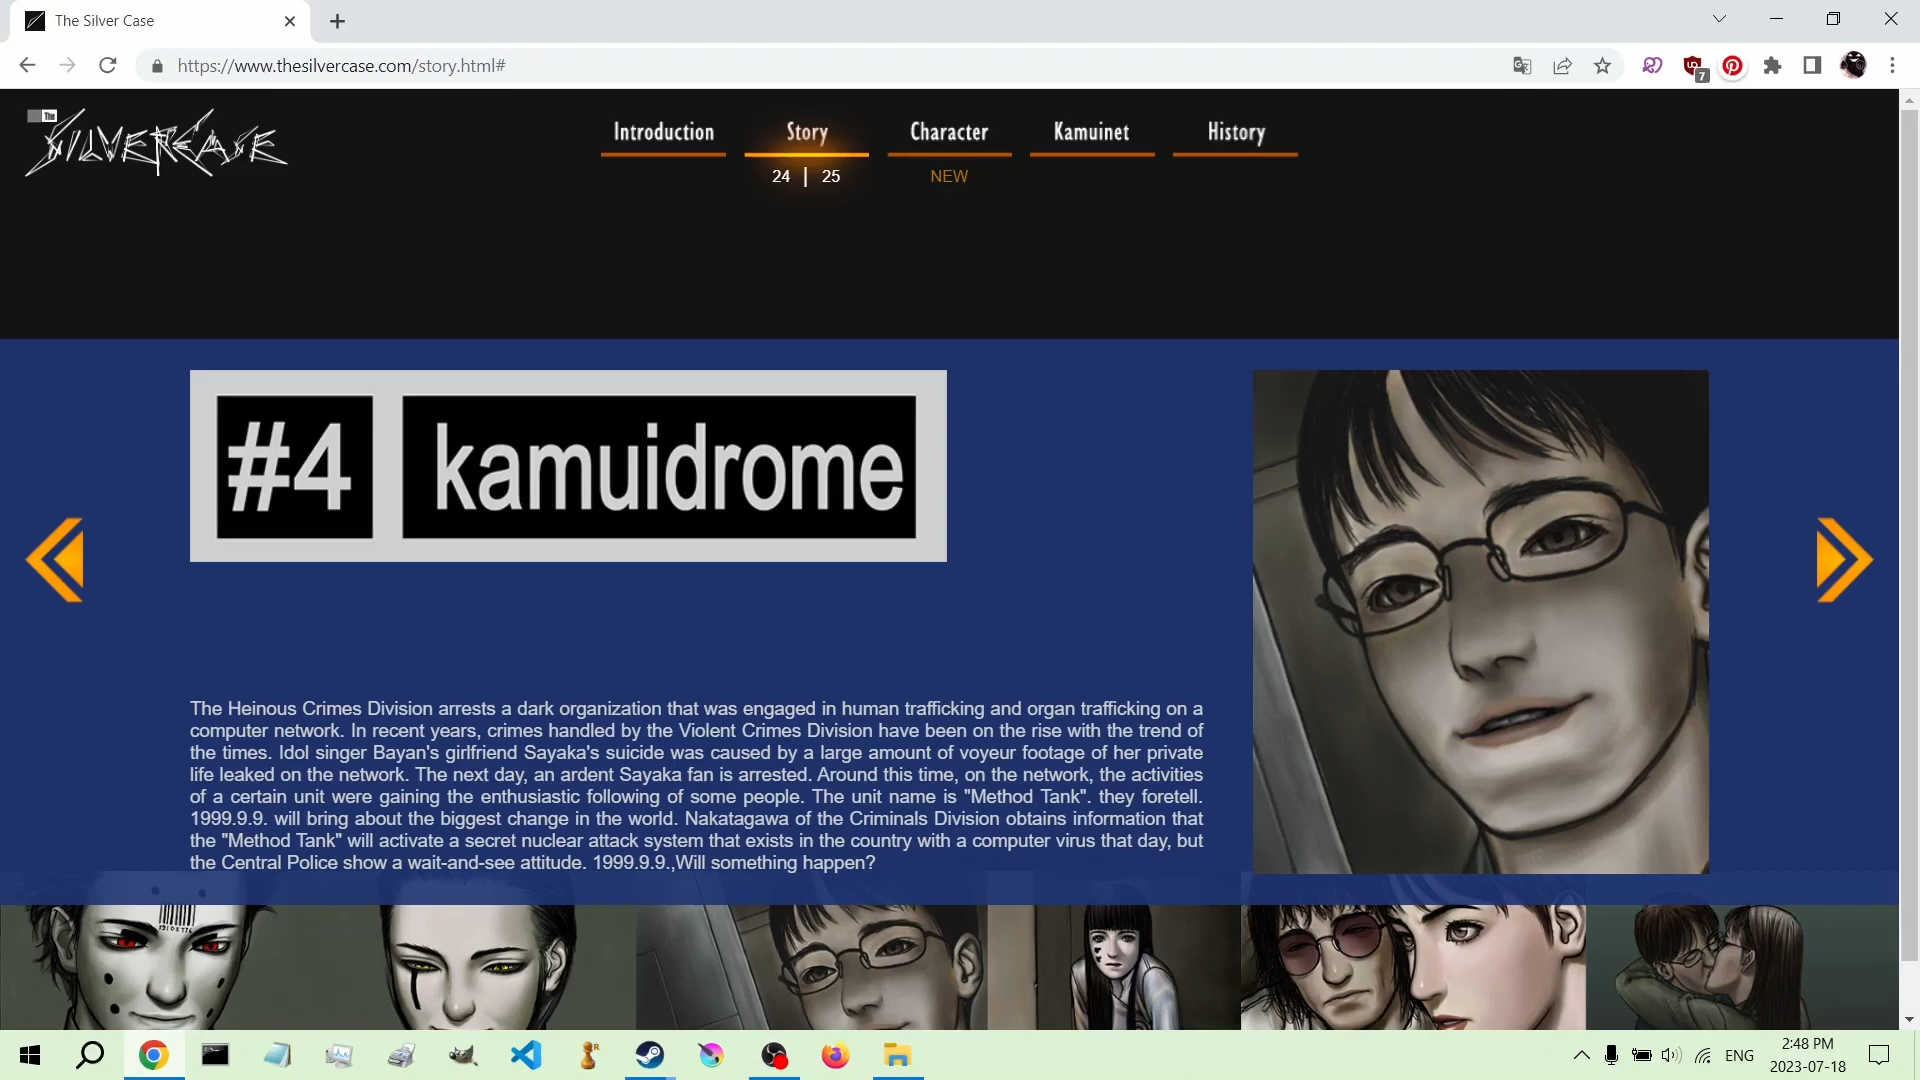 The Silver Case
https://www.thesilvercase.com/story.html#
7
The
SILVERCASE
Introduction
Story
Character
Kamuinet
History
24 | 25
NEW
#4 kamuidrome
The Heinous Crimes Division arrests a dark organization that was engaged in human trafficking and organ trafficking on a
computer network. In recent years, crimes handled by the Violent Crimes Division have been on the rise with the trend of
the times. Idol singer Bayan's girlfriend Sayaka's suicide was caused by a large amount of voyeur footage of her private
life leaked on the network. The next day, an ardent Sayaka fan is arrested. Around this time, on the network, the activities
of a certain unit were gaining the enthusiastic following of some people. The unit name is "Method Tank". they foretell.
1999.9.9. will bring about the biggest change in the world. Nakatagawa of the Criminals Division obtains information that
the "Method Tank" will activate a secret nuclear attack system that exists in the country with a computer virus that day, but
the Central Police show a wait-and-see attitude. 1999.9.9.,Will something happen?
ENG
2:48 PM
2023-07-18